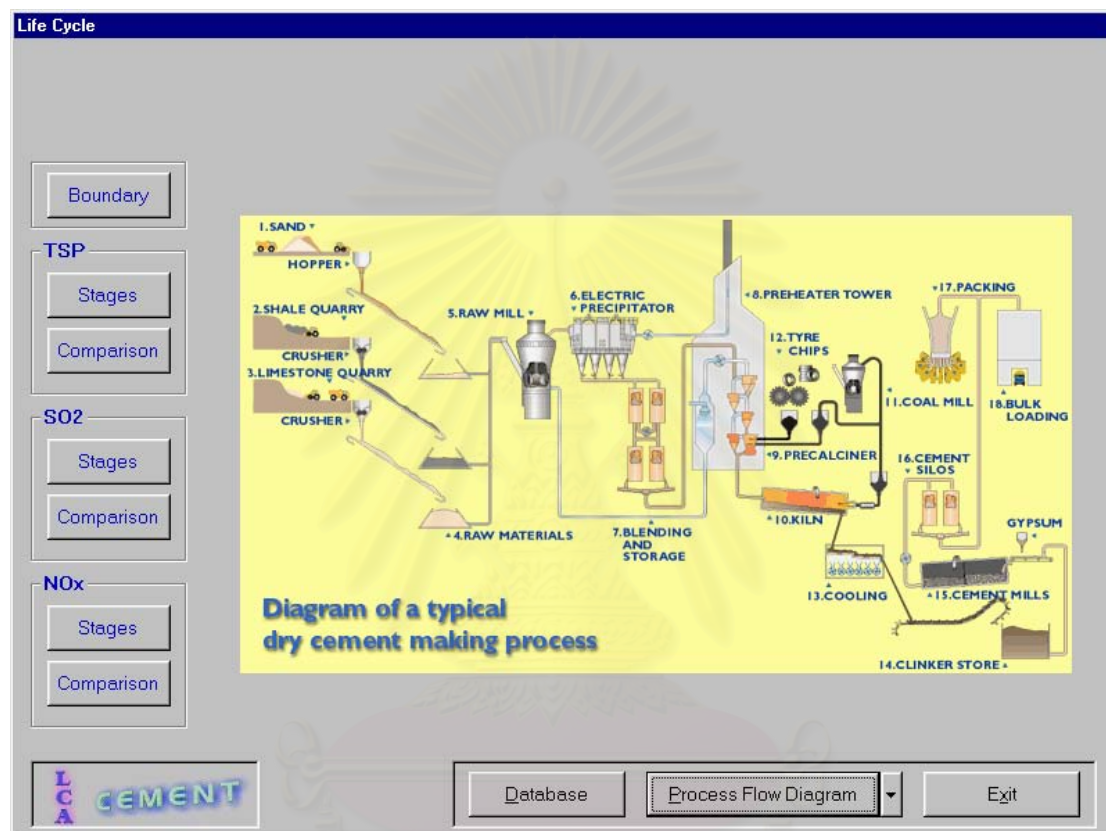 Life Cycle
Boundary
TSP
Stages
Comparison
SO2
Stages
Comparison
NOx
Stages
Comparison
1.SAND
HOPPER
2.SHALE QUARRY
CRUSHER
3.LIMESTONE QUARRY
CRUSHER
4.RAW MATERIALS
5.RAW MILL
6.ELECTRIC
PRECIPITATOR
7.BLENDING
AND
STORAGE
8.PREHEATER TOWER
9.PRECALCINER
10.KILN
11.COAL MILL
12.TYRE
CHIPS
13.COOLING
14.CLINKER STORE
15.CEMENT MILLS
GYPSUM
16.CEMENT
SILOS
17.PACKING
18.BULK
LOADING
Diagram of a typical
dry cement making process
LCA CEMENT
Database
Process Flow Diagram
Exit